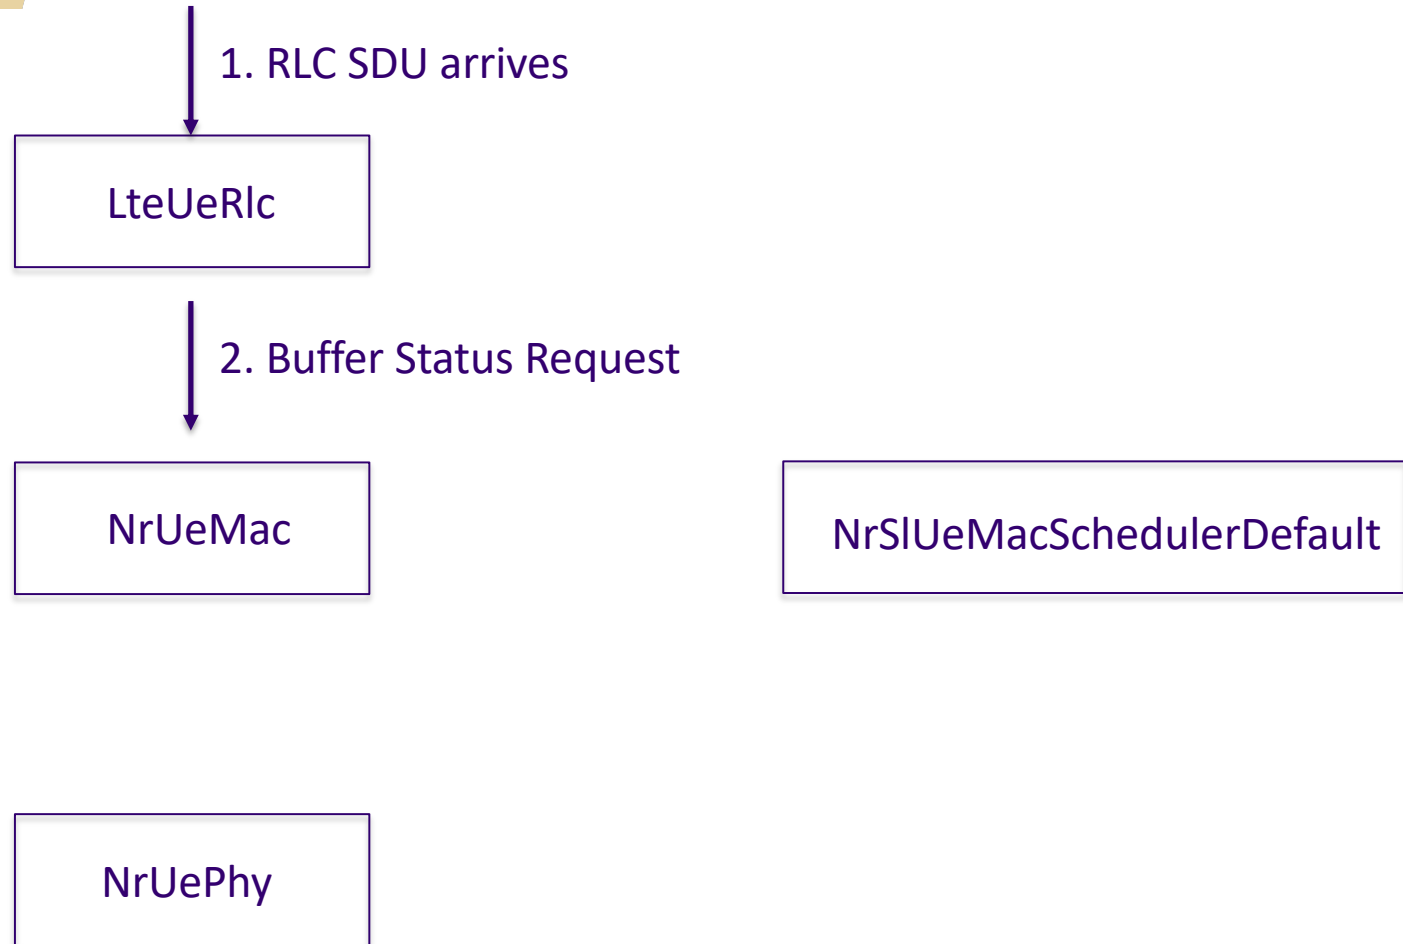 1. RLC SDU arrives
LteUeRlc
2. Buffer Status Request
NrUeMac
NrSlUeMacSchedulerDefault
NrUePhy